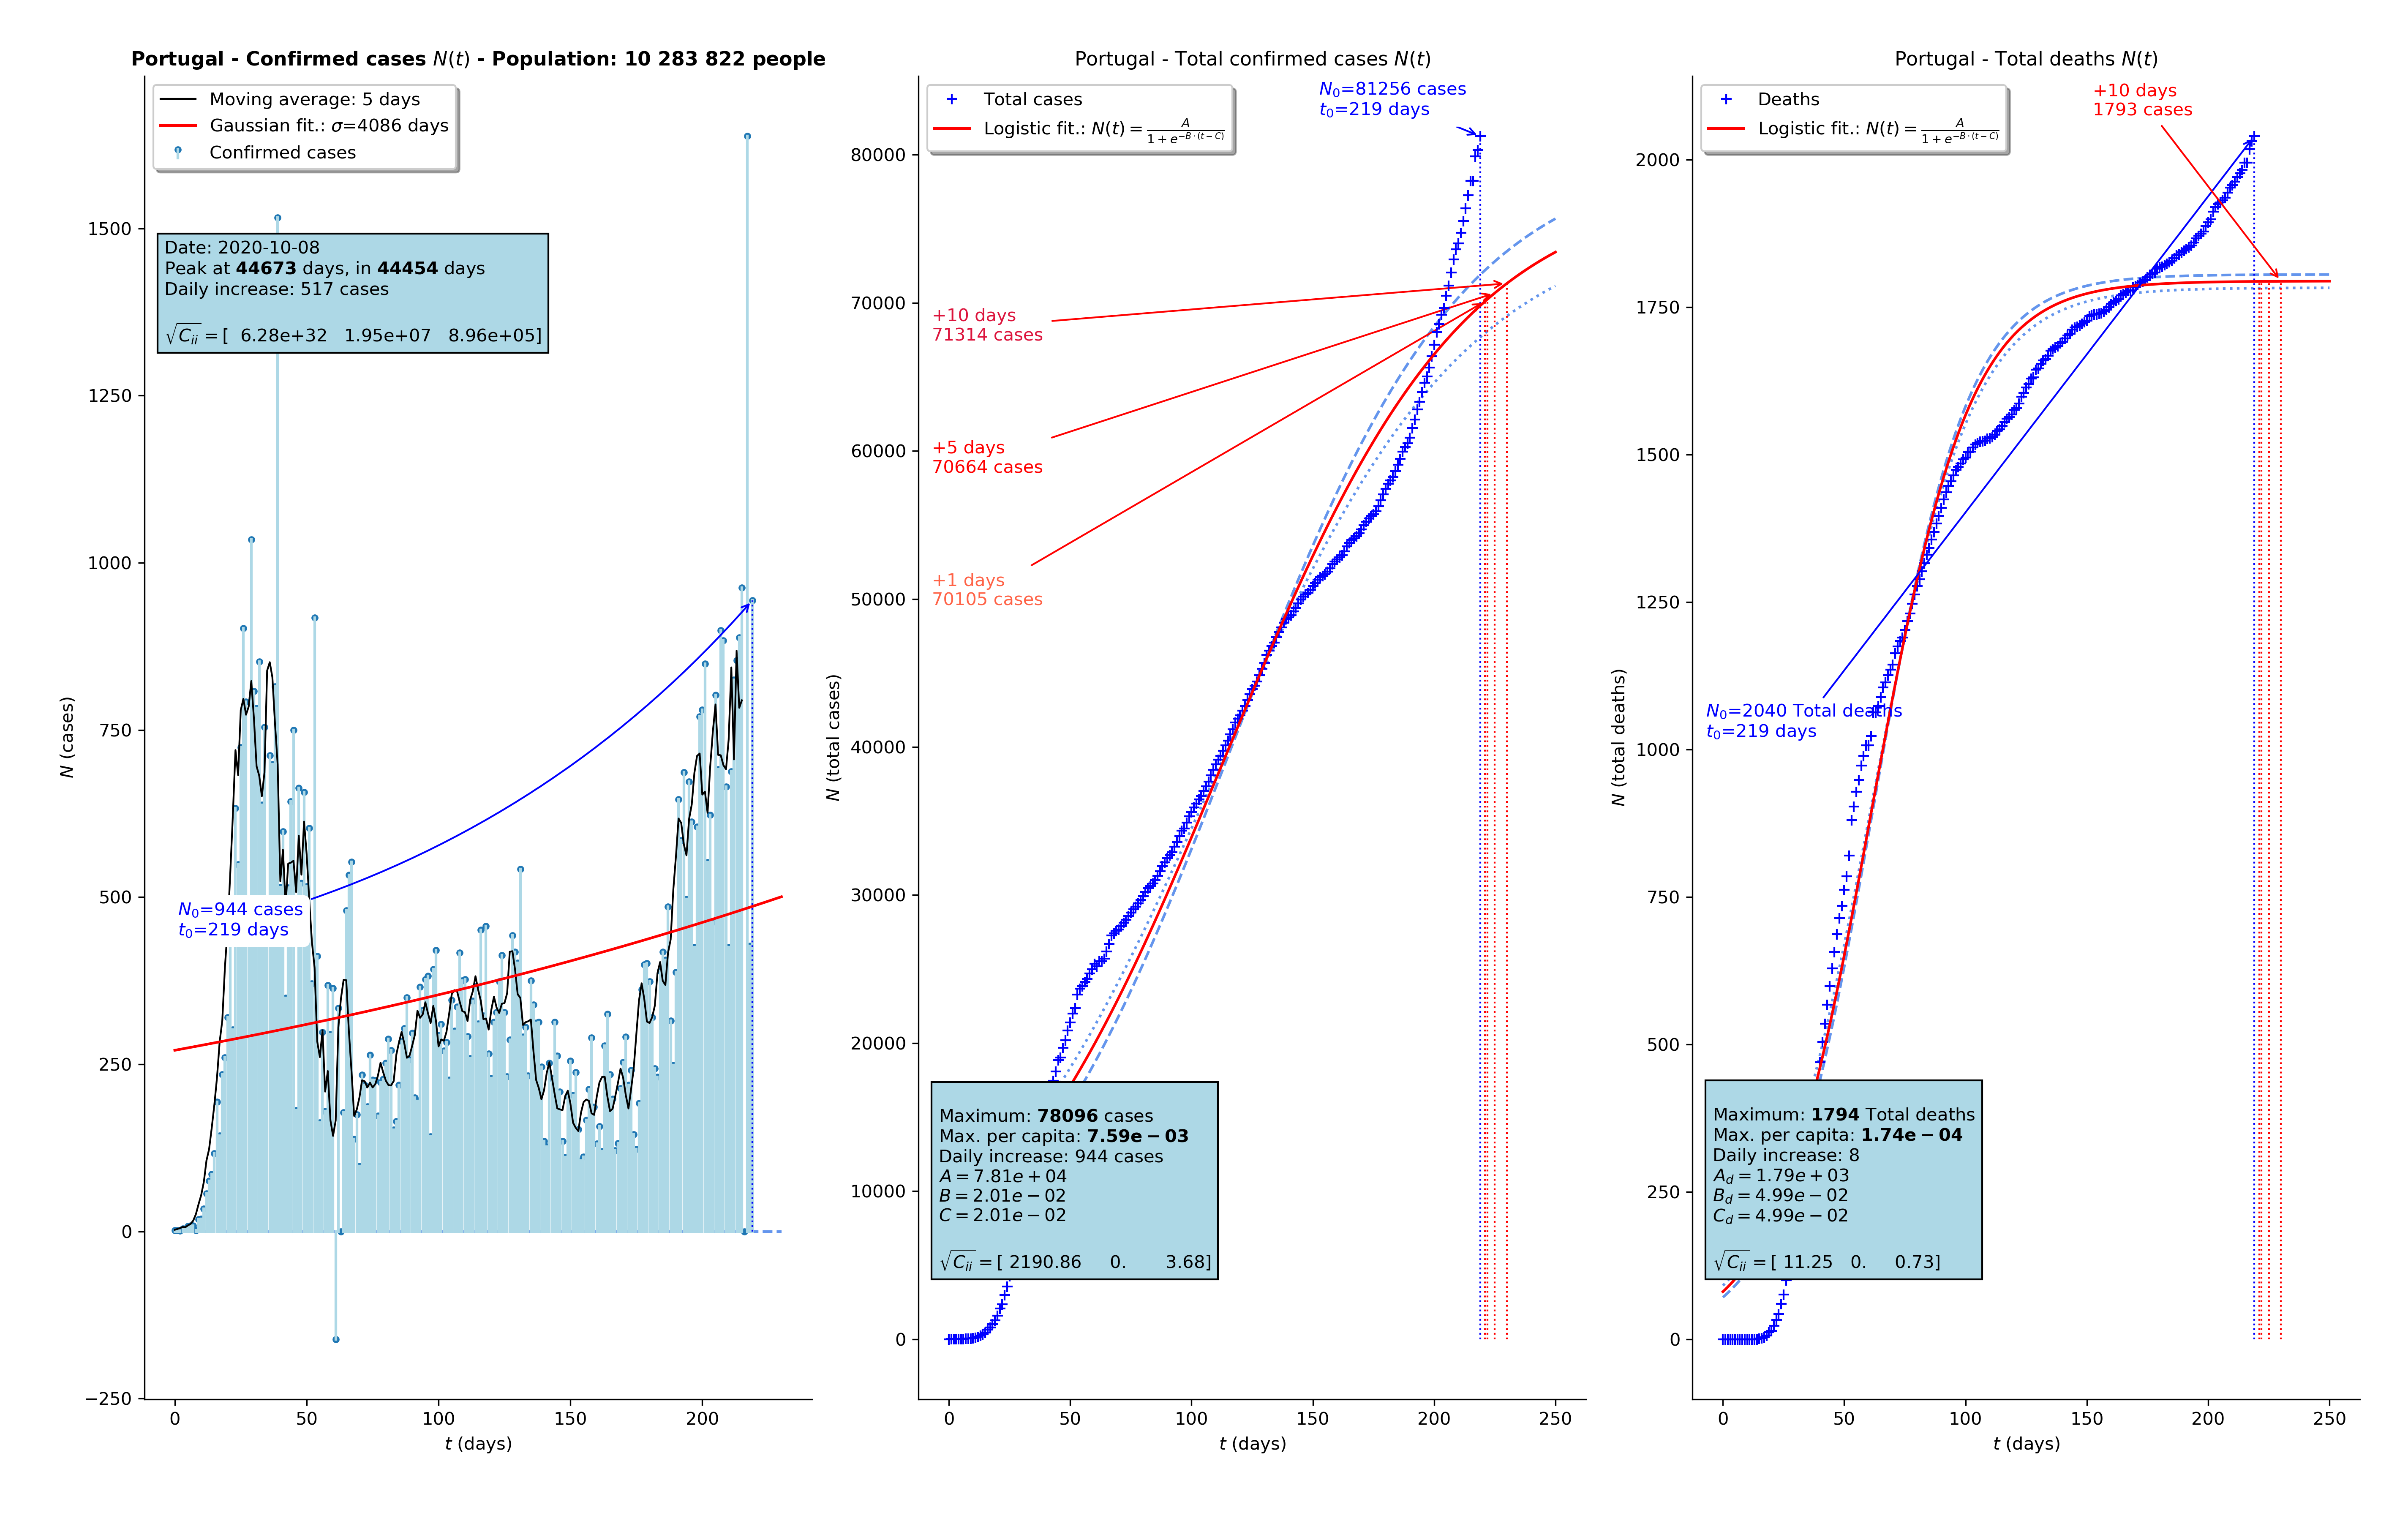 Portugal - Confirmed cases N(t) - Population: 10 283 822 people
Moving average: 5 days
Gaussian fit.: σ=4086 days
Confirmed cases
Date: 2020-10-08
Peak at 44673 days, in 44454 days
Daily increase: 517 cases
√C_ii = [ 6.28e+32 1.95e+07 8.96e+05]
N_0=944 cases
t_0=219 days
1500
1250
1000
750
500
250
0
−250
N (cases)
0 50 100 150 200
t (days)
Portugal - Total confirmed cases N(t)
Total cases
Logistic fit.: N(t) = A / (1 + e^{−B·(t−C)})
N_0=81256 cases
t_0=219 days
+10 days
71314 cases
+5 days
70664 cases
+1 days
70105 cases
Maximum: 78096 cases
Max. per capita: 7.59e − 03
Daily increase: 944 cases
A = 7.81e + 04
B = 2.01e − 02
C = 2.01e − 02
√C_ii = [ 2190.86 0. 3.68]
80000
70000
60000
50000
40000
30000
20000
10000
0
N (total cases)
0 50 100 150 200 250
t (days)
Portugal - Total deaths N(t)
Deaths
Logistic fit.: N(t) = A / (1 + e^{−B·(t−C)})
+10 days
1793 cases
N_0=2040 Total deaths
t_0=219 days
Maximum: 1794 Total deaths
Max. per capita: 1.74e − 04
Daily increase: 8
A_d = 1.79e + 03
B_d = 4.99e − 02
C_d = 4.99e − 02
√C_ii = [ 11.25 0. 0.73]
2000
1750
1500
1250
1000
750
500
250
0
N (total deaths)
0 50 100 150 200 250
t (days)